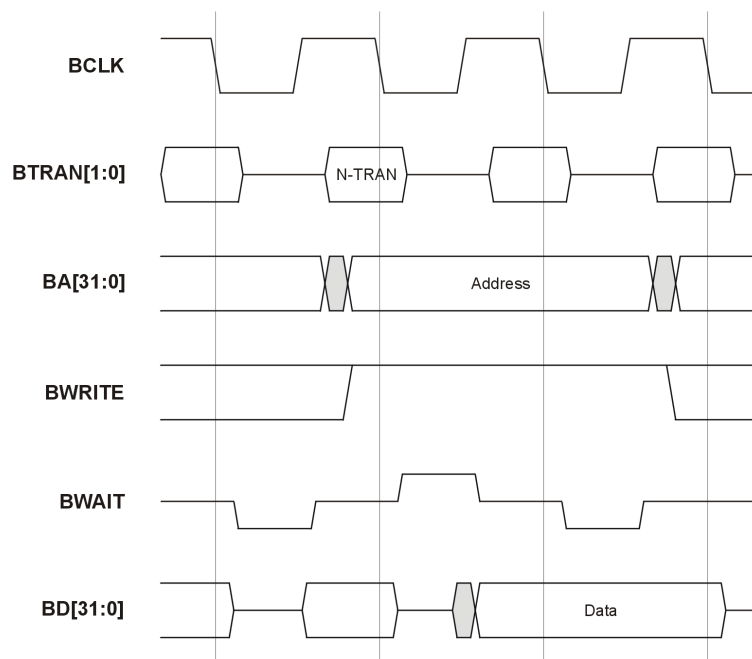 BCLK
BTRAN[1:0]
N-TRAN
BA[31:0]
Address
BWRITE
BWAIT
BD[31:0]
Data